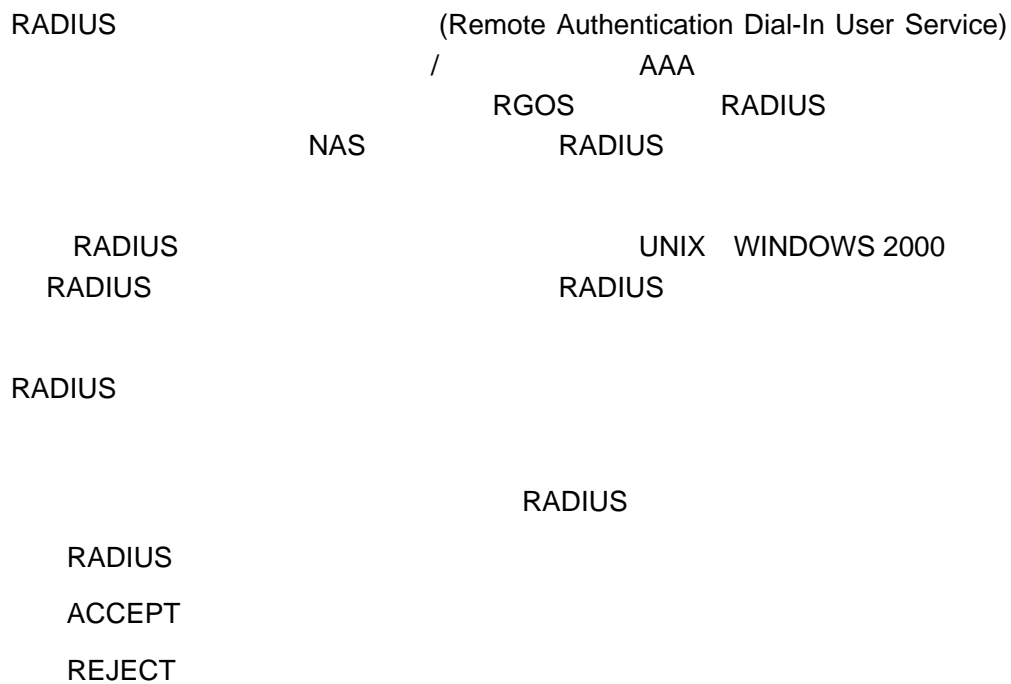 RADIUS (Remote Authentication Dial-In User Service)
/ AAA
RGOS RADIUS
NAS RADIUS
RADIUS UNIX WINDOWS 2000
RADIUS RADIUS
RADIUS
RADIUS
RADIUS
ACCEPT
REJECT